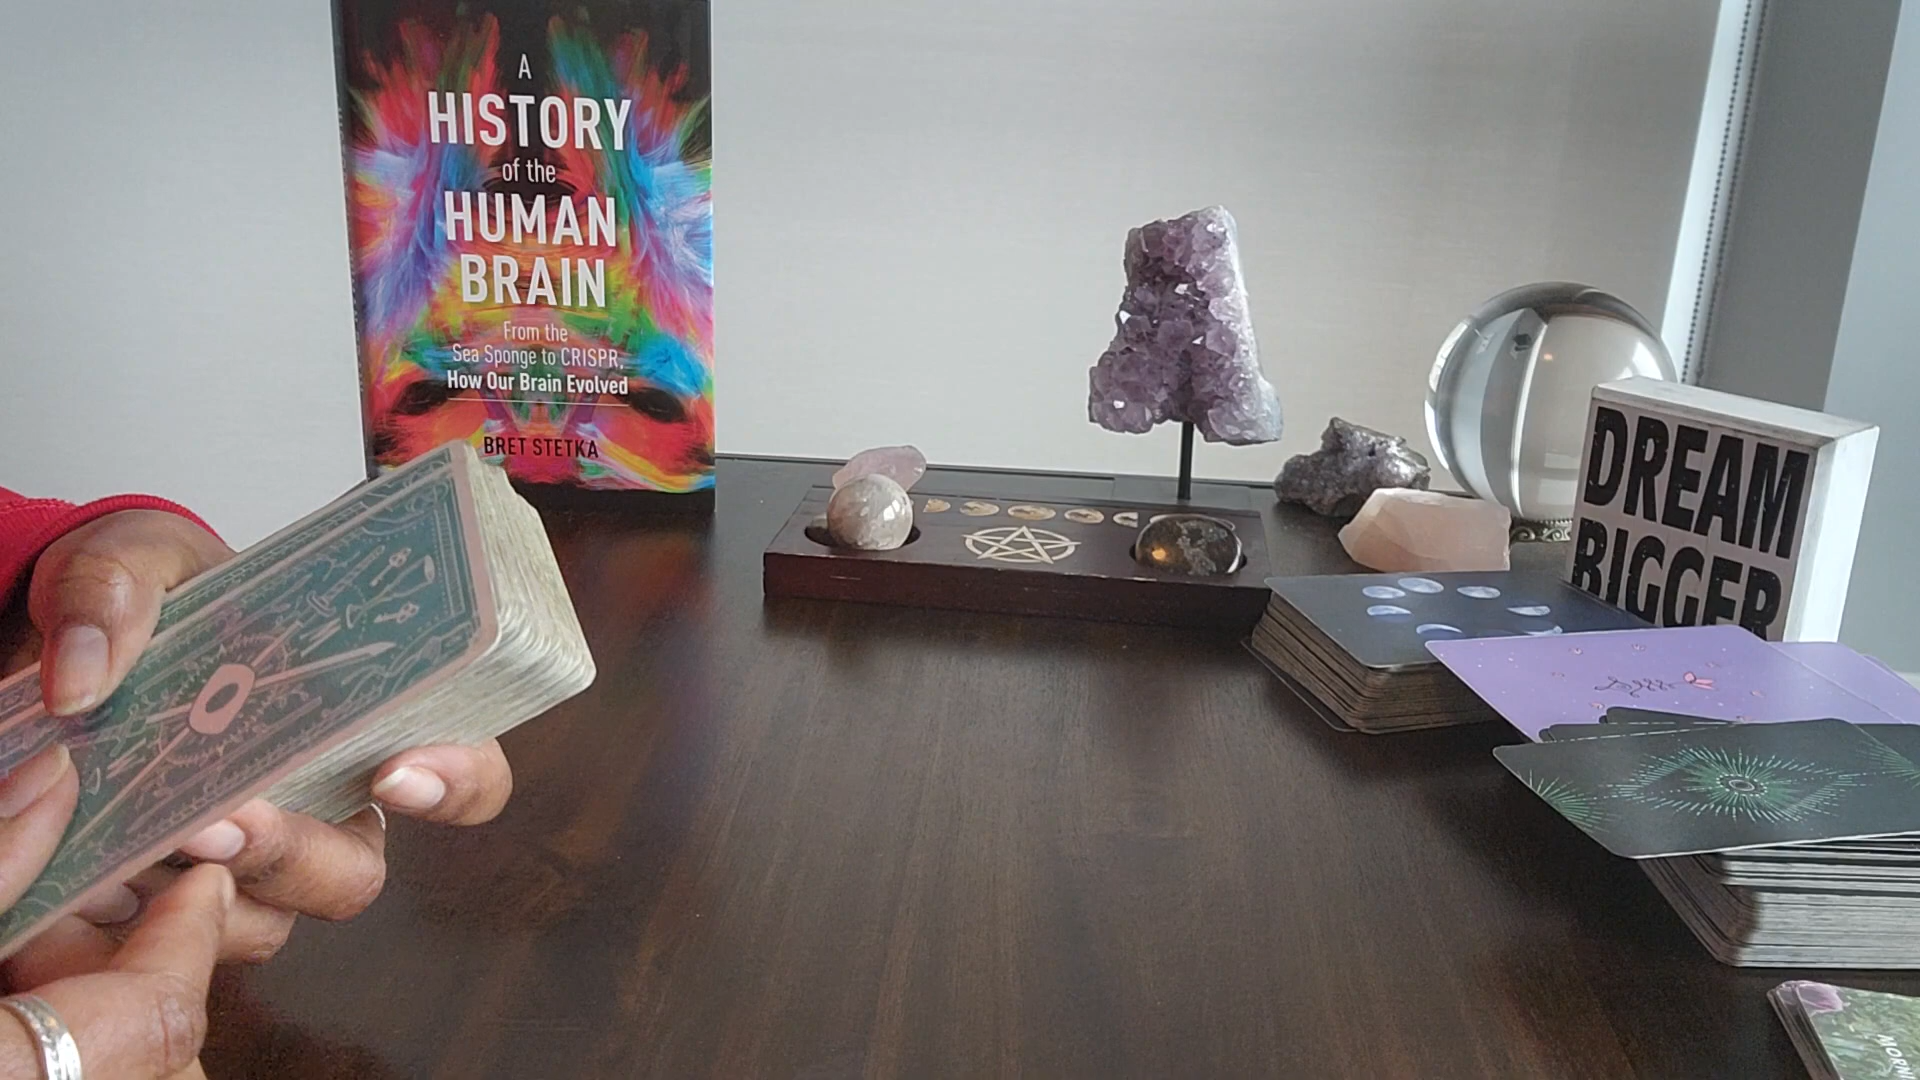 A
HISTORY
of the
HUMAN
BRAIN
From the
Sea Sponge to CRISPR,
How Our Brain Evolved
BRET STETKA
DREAM
BIGGER